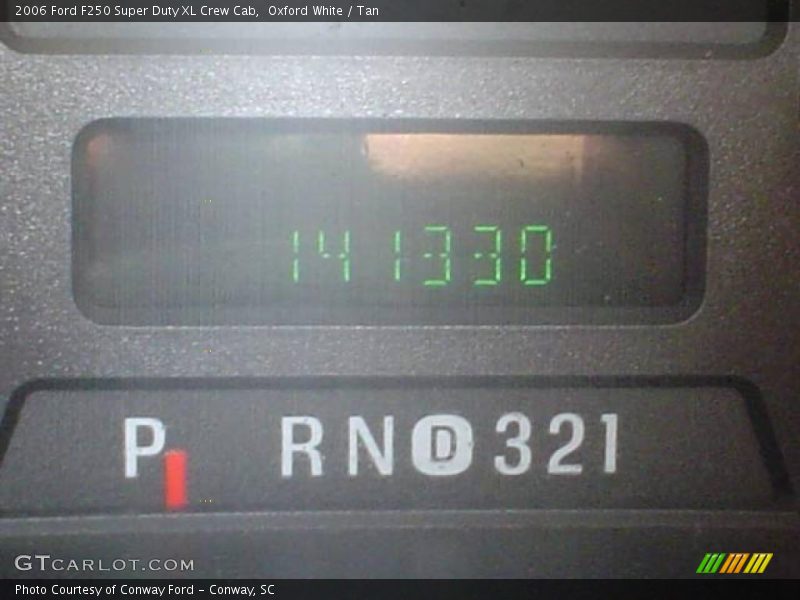 2006 Ford F250 Super Duty XL Crew Cab,  Oxford White / Tan
141330
P RND321
GTCARLOT.COM
Photo Courtesy of Conway Ford - Conway, SC